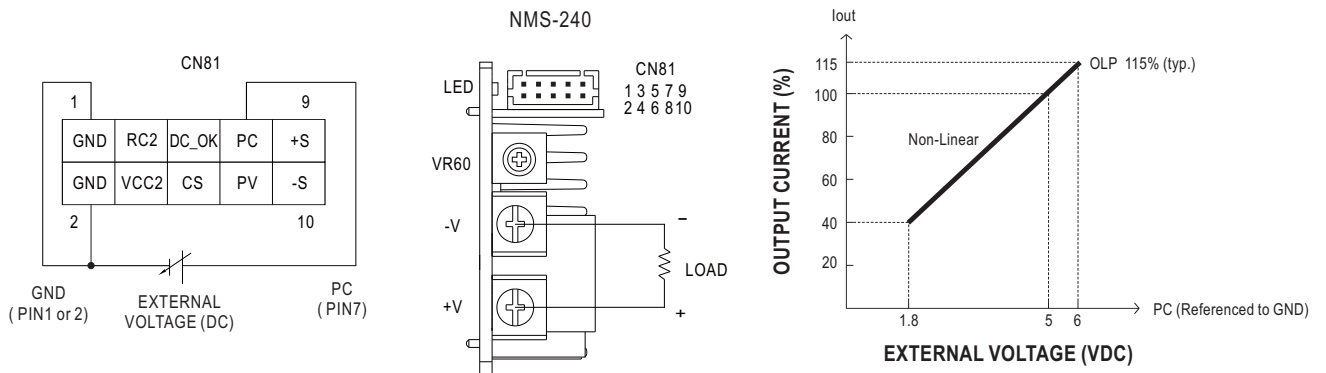 CN81
1
9
GND RC2 DC_OK PC +S
GND VCC2 CS PV -S
2
10
GND
( PIN1 or 2)
EXTERNAL
VOLTAGE (DC)
PC
( PIN7)
NMS-240
LED
CN81
1 3 5 7 9
2 4 6 8 10
VR60
-V
+V
–
LOAD
+
Iout
OUTPUT CURRENT (%)
115
100
80
60
40
20
OLP 115% (typ.)
Non-Linear
1.8
5
6
PC (Referenced to GND)
EXTERNAL VOLTAGE (VDC)